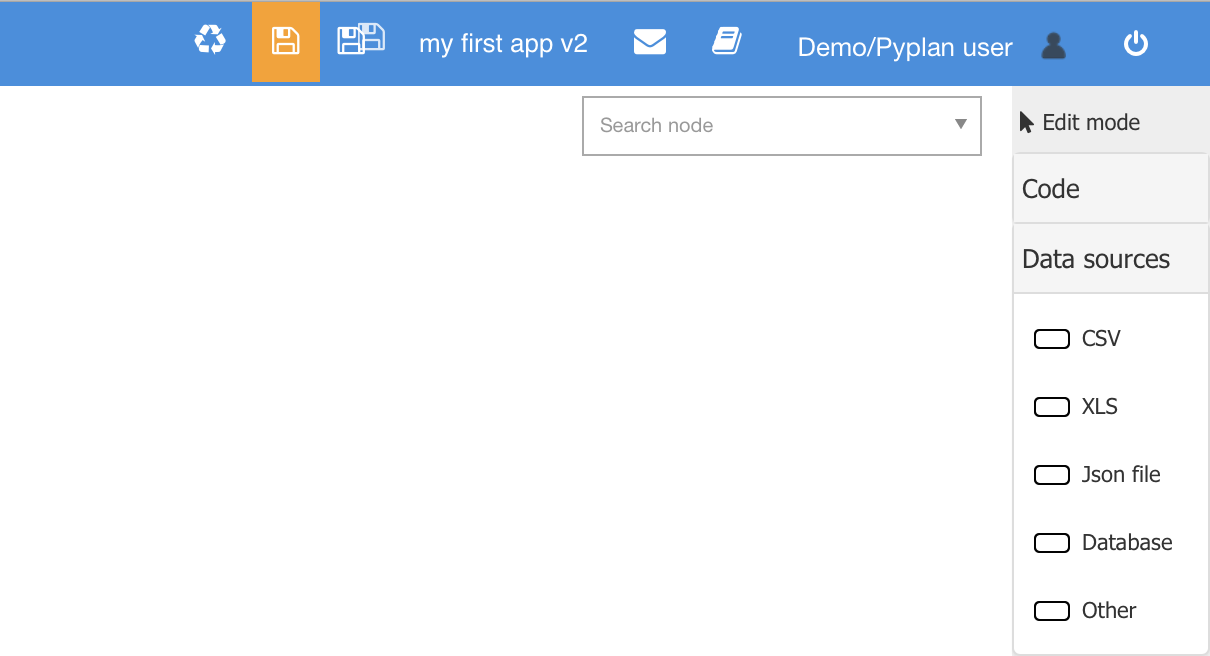 my first app v2
Demo/Pyplan user
Search node
Edit mode
Code
Data sources
CSV
XLS
Json file
Database
Other